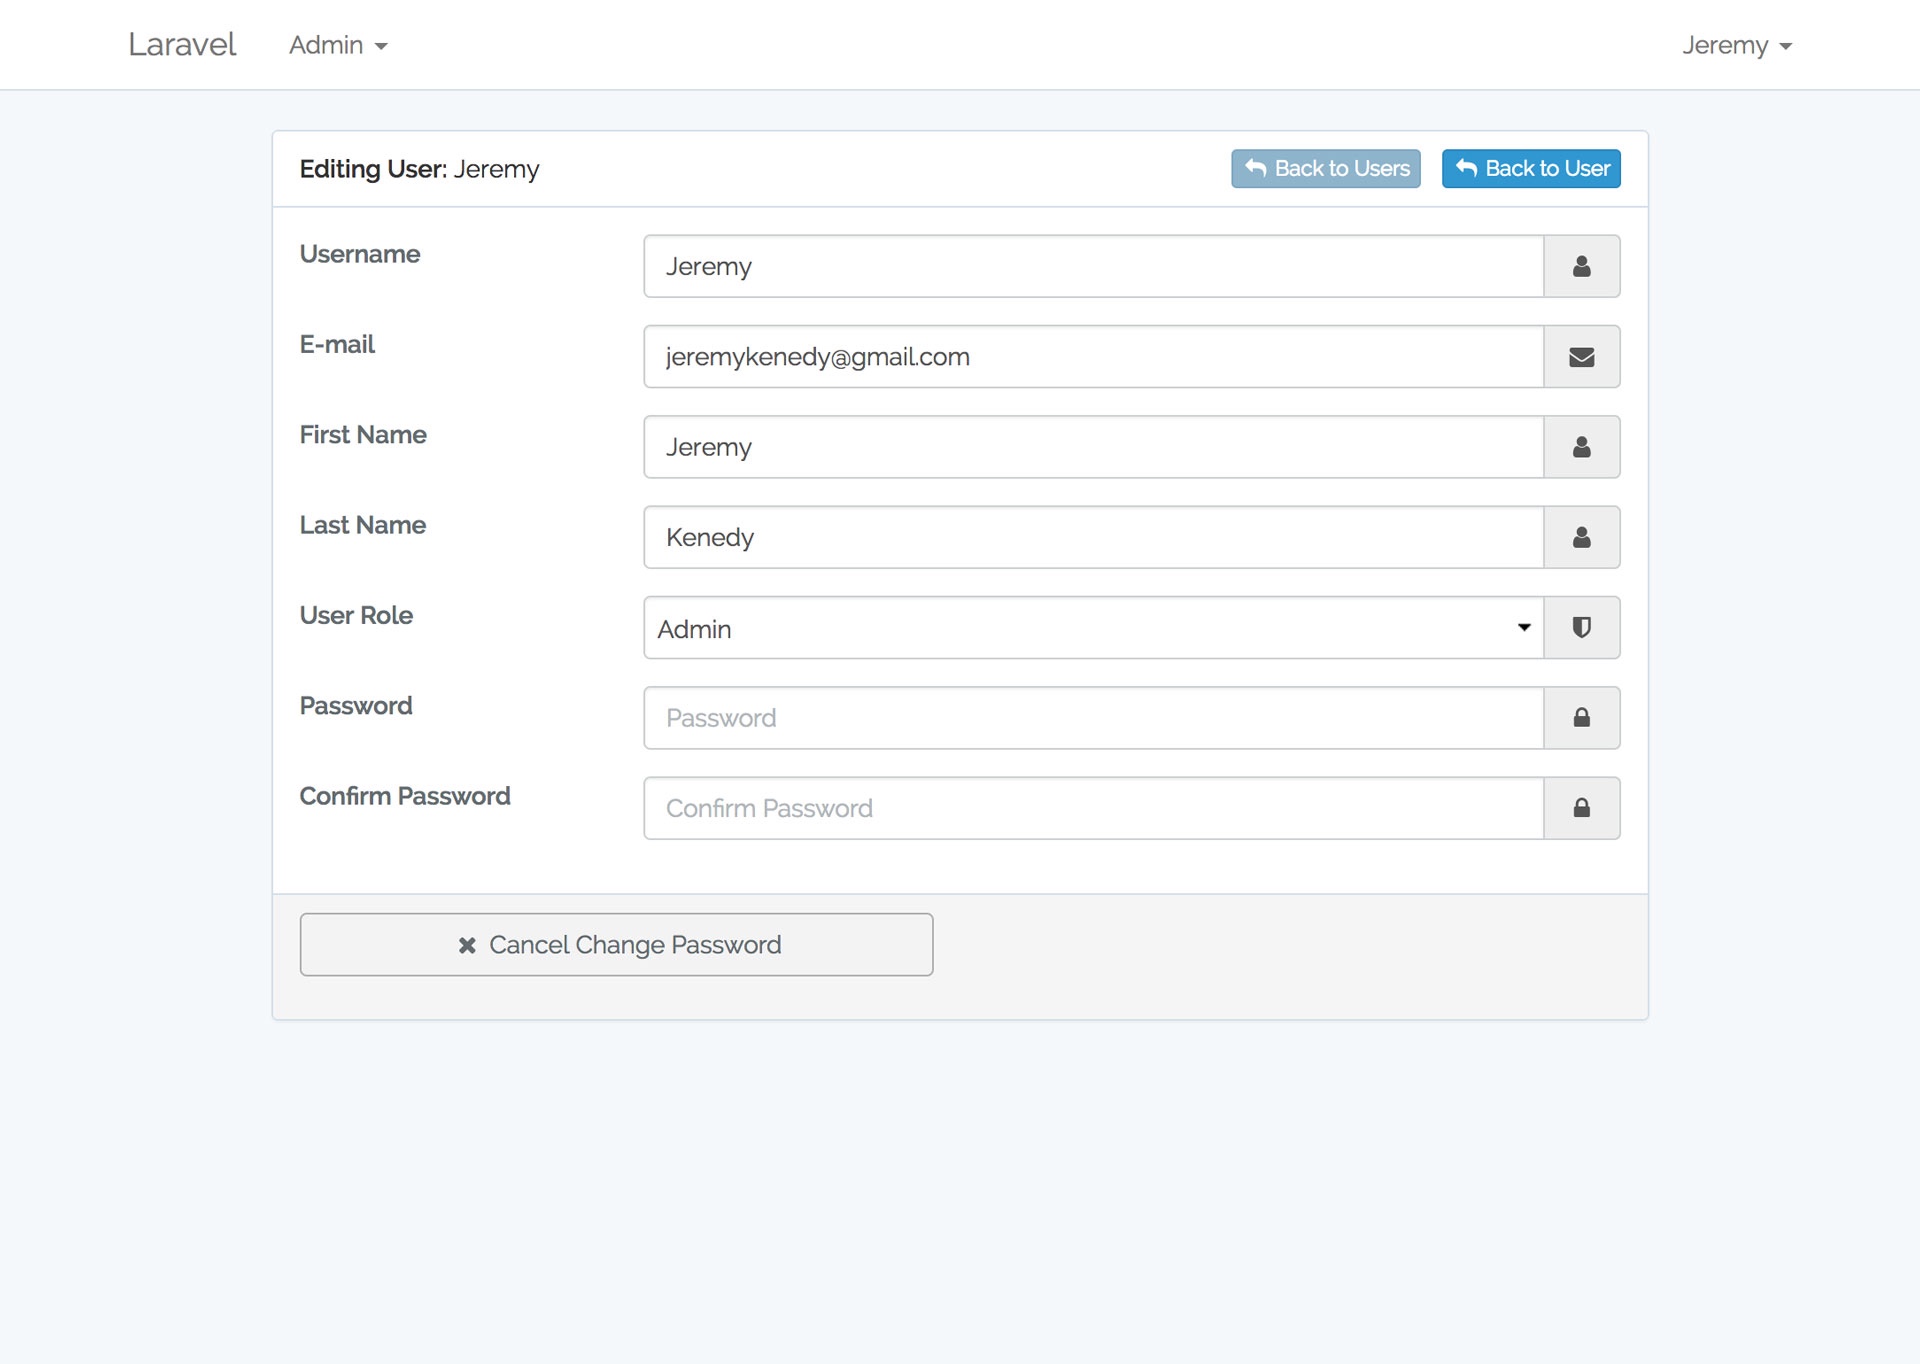 Laravel Admin Jeremy
Editing User: Jeremy Back to Users Back to User
Username Jeremy
E-mail jeremykenedy@gmail.com
First Name Jeremy
Last Name Kenedy
User Role Admin
Password Password
Confirm Password Confirm Password
Cancel Change Password